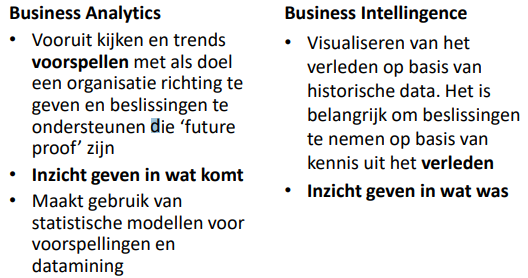 Business Analytics
• Vooruit kijken en trends
voorspellen met als doel
een organisatie richting te
geven en beslissingen te
ondersteunen die ‘future
proof’ zijn
• Inzicht geven in wat komt
• Maakt gebruik van
statistische modellen voor
voorspellingen en
datamining
Business Intellingence
• Visualiseren van het
verleden op basis van
historische data. Het is
belangrijk om beslissingen
te nemen op basis van
kennis uit het verleden
• Inzicht geven in wat was